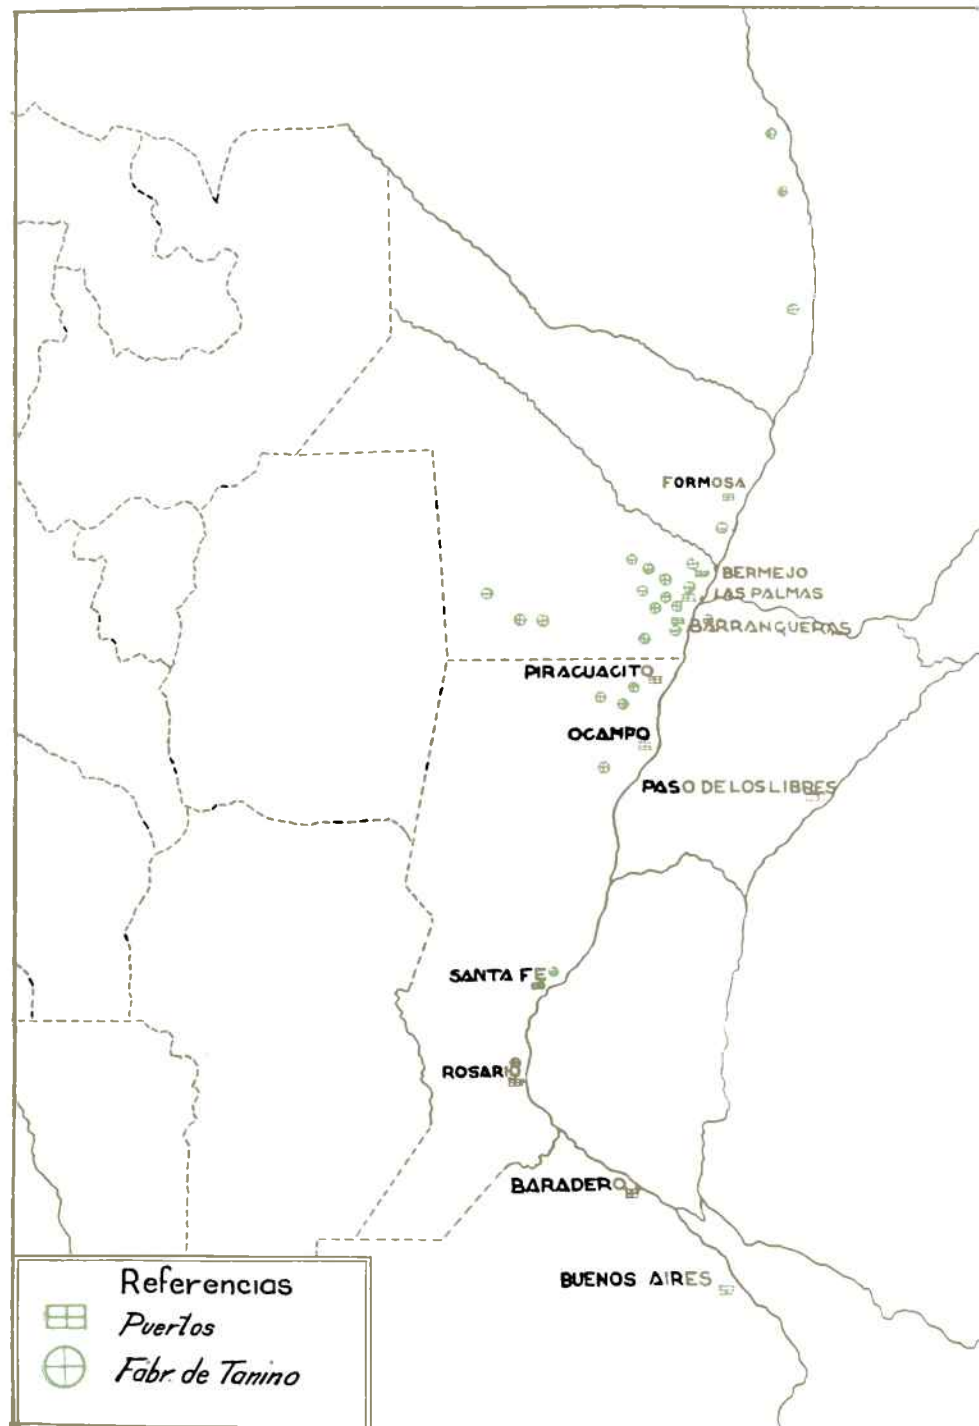 FORMOSA
BERMEJO
LAS PALMAS
BARRANQUERAS
PIRACUACITO
OCAMPO
PASO DE LOS LIBRES
SANTA FE
ROSARIO
BARADERO
BUENOS AIRES
Referencias
Puertos
Fábr. de Tanino